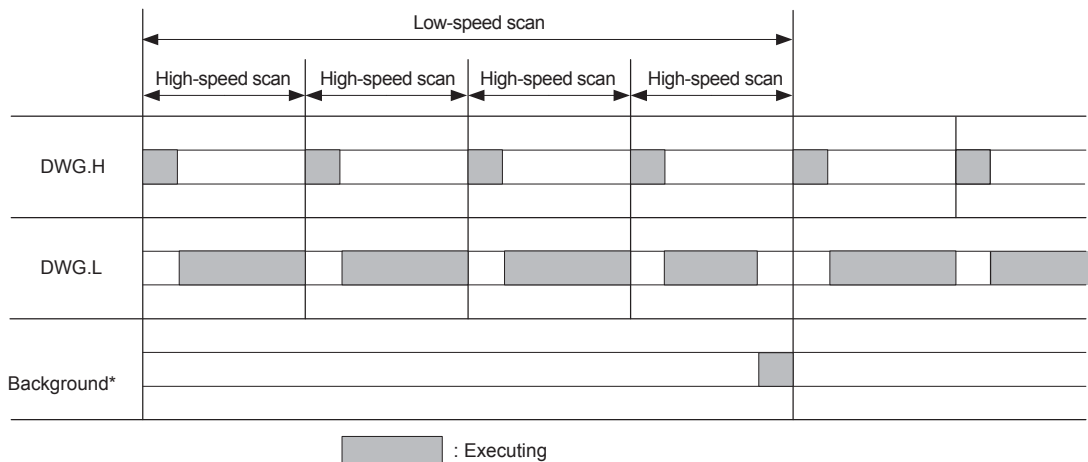 Low-speed scan
High-speed scan High-speed scan High-speed scan High-speed scan
DWG.H
DWG.L
Background*
: Executing